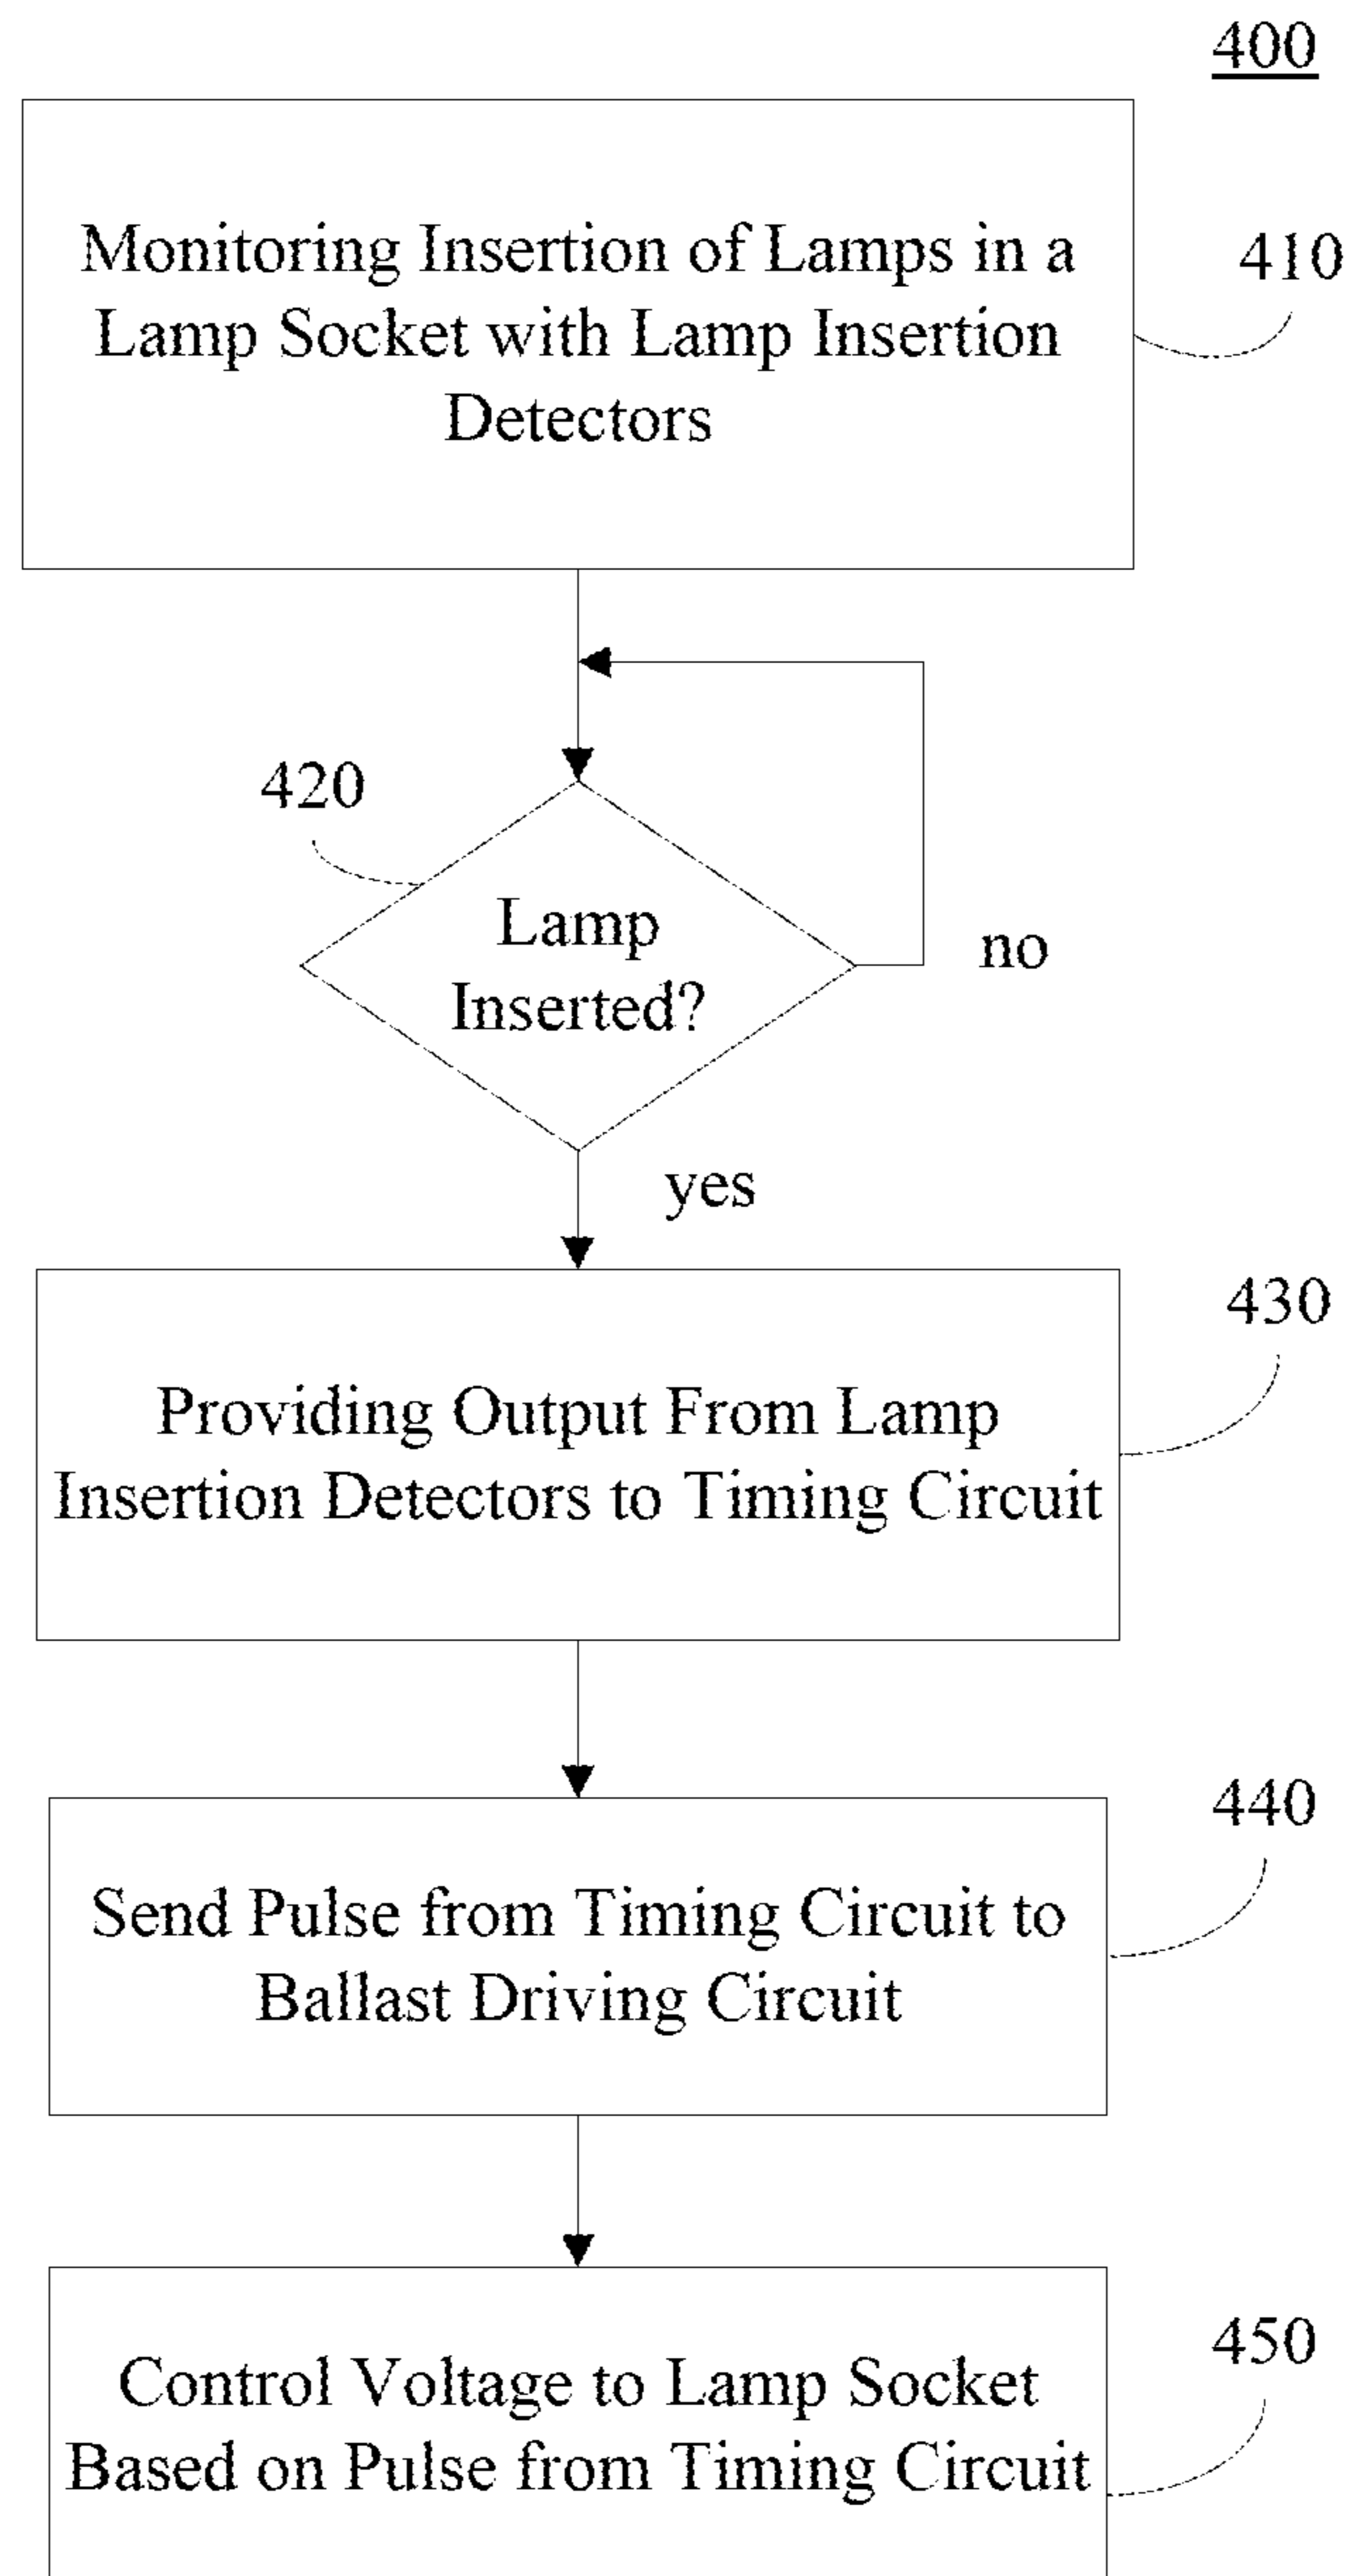 400
Monitoring Insertion of Lamps in a
Lamp Socket with Lamp Insertion
Detectors
410
420
Lamp
Inserted?
no
yes
430
Providing Output From Lamp
Insertion Detectors to Timing Circuit
440
Send Pulse from Timing Circuit to
Ballast Driving Circuit
450
Control Voltage to Lamp Socket
Based on Pulse from Timing Circuit